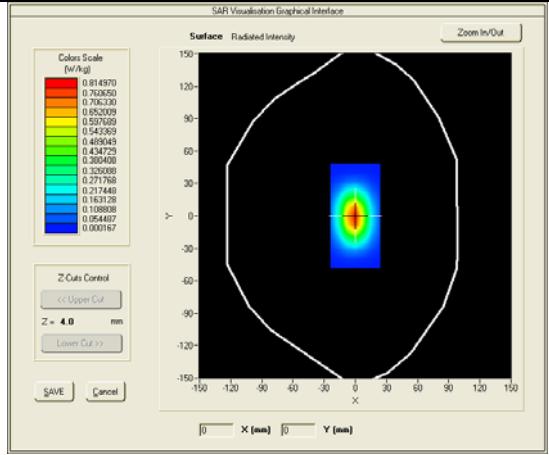 SAR Visualisation Graphical Interface
Surface Radiated Intensity
Zoom In/Out
Colors Scale
(W/kg)
0.814970
0.760650
0.706330
0.652009
0.597689
0.543369
0.489049
0.434729
0.380408
0.326088
0.271768
0.217448
0.163128
0.108808
0.054487
0.000167
Z-Cuts Control
<< Upper Cut
Z = 4.0 mm
Lower Cut >>
SAVE Cancel
150
120
90
60
30
Y
0
-30
-60
-90
-120
-150
-150 -120 -90 -60 -30 0 30 60 90 120 150
X
0 X (mm) 0 Y (mm)